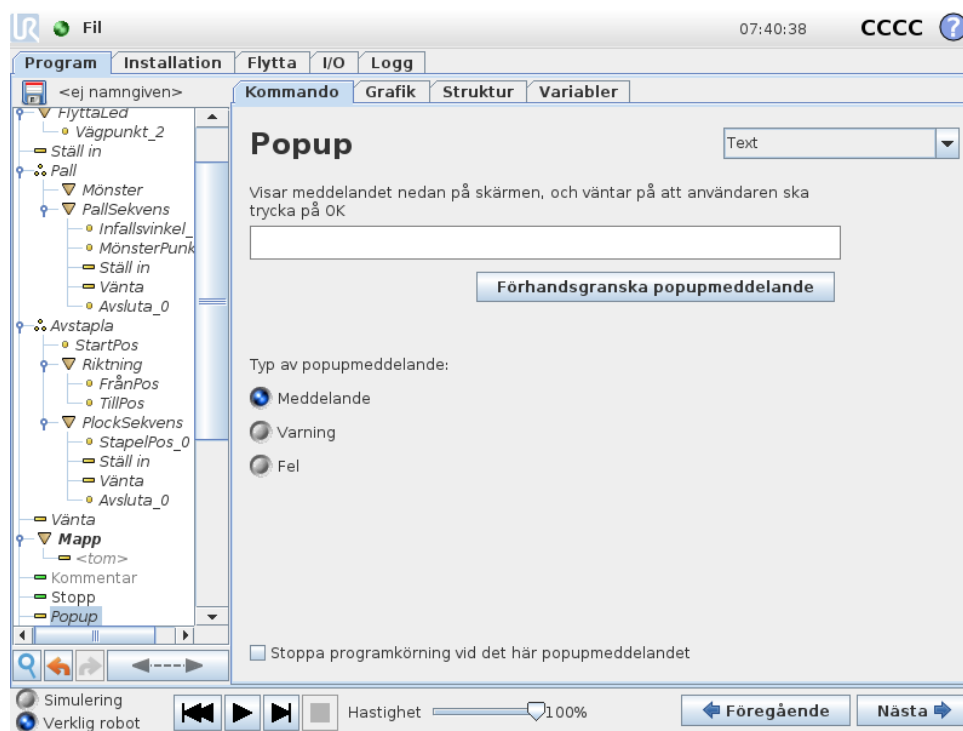 UR Fil 07:40:38 CCCC ?
Program Installation Flytta I/O Logg
<ej namngiven>
Kommando Grafik Struktur Variabler
FlyttaLed
Vägpunkt_2
Ställ in
Pall
Mönster
PallSekvens
Infallsvinkel_
MönsterPunk
Ställ in
Vänta
Avsluta_0
Avstapla
StartPos
Riktning
FrånPos
TillPos
PlockSekvens
StapelPos_0
Ställ in
Vänta
Avsluta_0
Vänta
Mapp
<tom>
Kommentar
Stopp
Popup
Popup
Text
Visar meddelandet nedan på skärmen, och väntar på att användaren ska
trycka på OK
Förhandsgranska popupmeddelande
Typ av popupmeddelande:
Meddelande
Varning
Fel
Stoppa programkörning vid det här popupmeddelandet
Simulering
Verklig robot
Hastighet 100%
Föregående Nästa